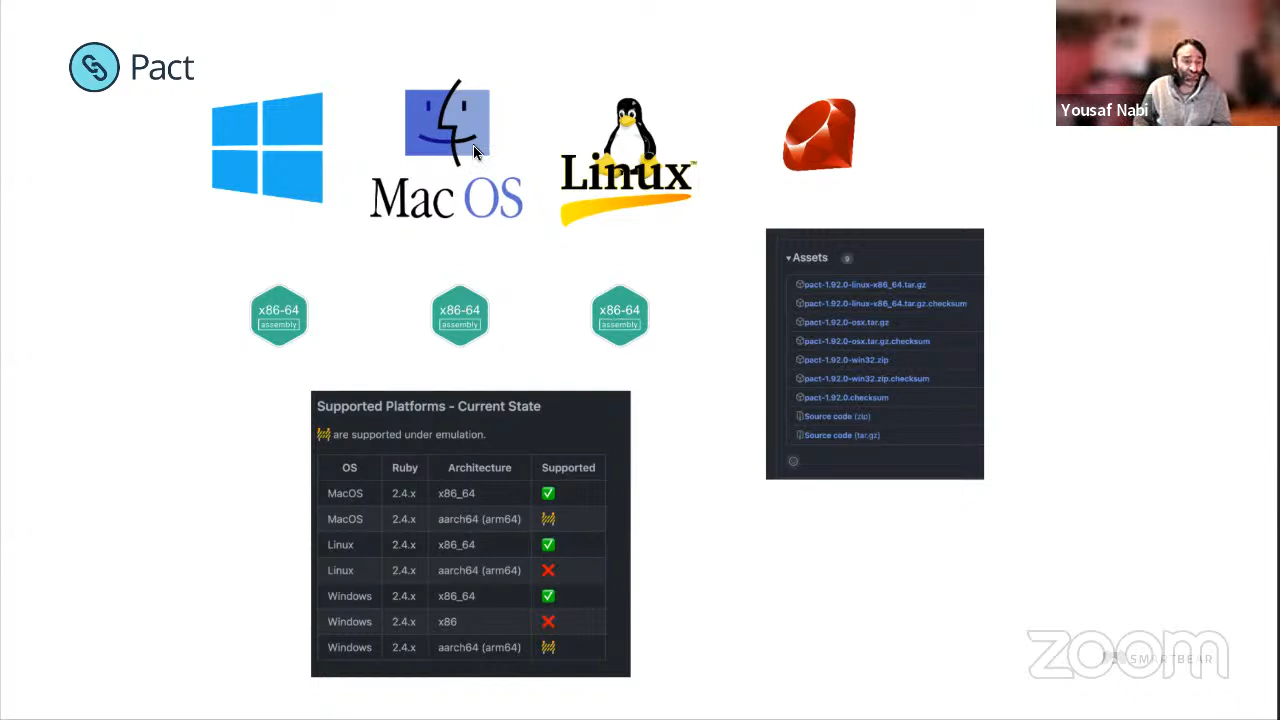 Pact
Yousaf Nabi
Mac OS
Linux™
x86-64
assembly
x86-64
assembly
x86-64
assembly
Assets 9
pact-1.92.0-linux-x86_64.tar.gz
pact-1.92.0-linux-x86_64.tar.gz.checksum
pact-1.92.0-osx.tar.gz
pact-1.92.0-osx.tar.gz.checksum
pact-1.92.0-win32.zip
pact-1.92.0-win32.zip.checksum
pact-1.92.0.checksum
Source code (zip)
Source code (tar.gz)
Supported Platforms - Current State
🚧 are supported under emulation.
OS Ruby Architecture Supported
MacOS 2.4.x x86_64 ✅
MacOS 2.4.x aarch64 (arm64) 🚧
Linux 2.4.x x86_64 ✅
Linux 2.4.x aarch64 (arm64) ❌
Windows 2.4.x x86_64 ✅
Windows 2.4.x x86 ❌
Windows 2.4.x aarch64 (arm64) 🚧
zoom
SMARTBEAR